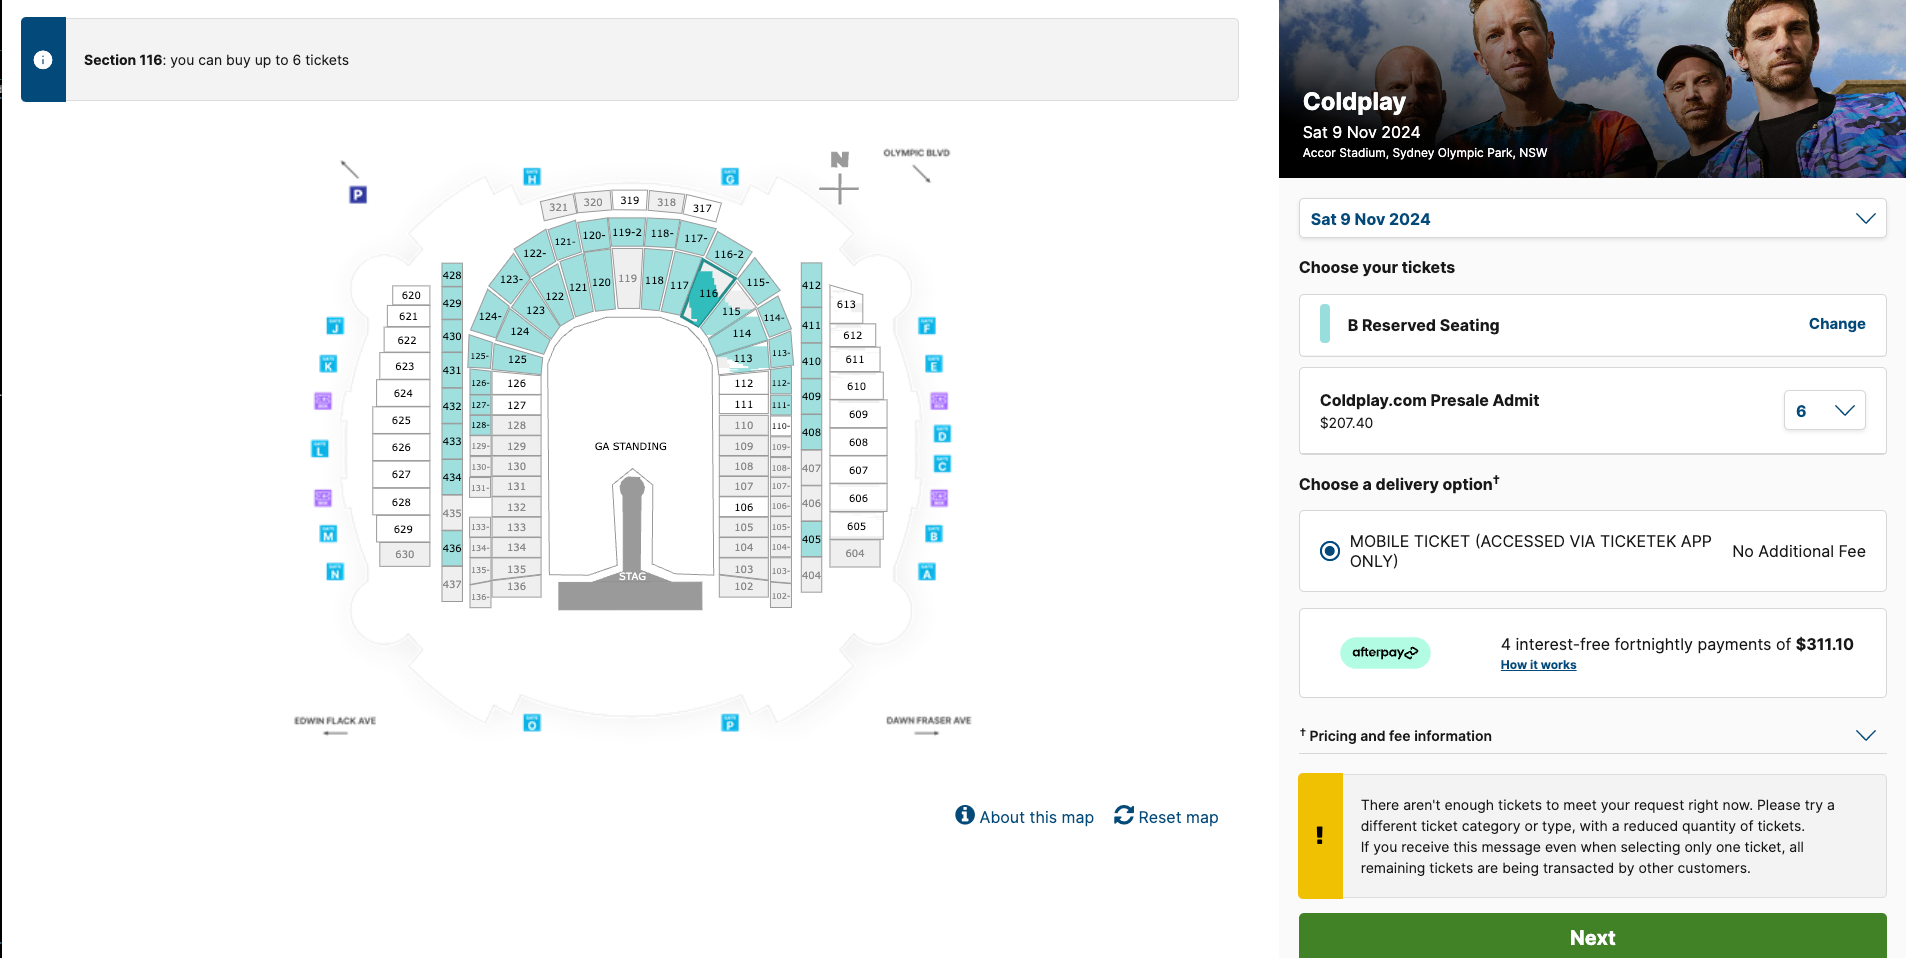 Section 116: you can buy up to 6 tickets
P
H
G
N
OLYMPIC BLVD
321 320 319 318 317
122- 121- 120- 119-2 118- 117- 116-2
123- 122 121 120 119 118 117 116 115-
124- 124 123 115 114 114-
125- 125 113 113-
428 429 430 431 432 433 434 435 436 437
620
621
622
623
624
625
626
627
628
629
630
126- 126 112 112-
127- 127 111 111-
128- 128 110 110-
129- 129 109 109-
130- 130 108 108-
131- 131 107 107-
132 106 106-
133- 133 105 105-
134- 134 104 104-
135- 135 103 103-
136- 136 102 102-
412 411 410 409 408 407 406 405 404
613
612
611
610
609
608
607
606
605
604
GA STANDING
STAG
J
K
L
M
N
F
E
D
C
B
A
O
P
EDWIN FLACK AVE
DAWN FRASER AVE
About this map
Reset map
Coldplay
Sat 9 Nov 2024
Accor Stadium, Sydney Olympic Park, NSW
Sat 9 Nov 2024
Choose your tickets
B Reserved Seating
Change
Coldplay.com Presale Admit
$207.40
6
Choose a delivery option†
MOBILE TICKET (ACCESSED VIA TICKETEK APP
ONLY)
No Additional Fee
afterpay
4 interest-free fortnightly payments of $311.10
How it works
† Pricing and fee information
!
There aren't enough tickets to meet your request right now. Please try a
different ticket category or type, with a reduced quantity of tickets.
If you receive this message even when selecting only one ticket, all
remaining tickets are being transacted by other customers.
Next